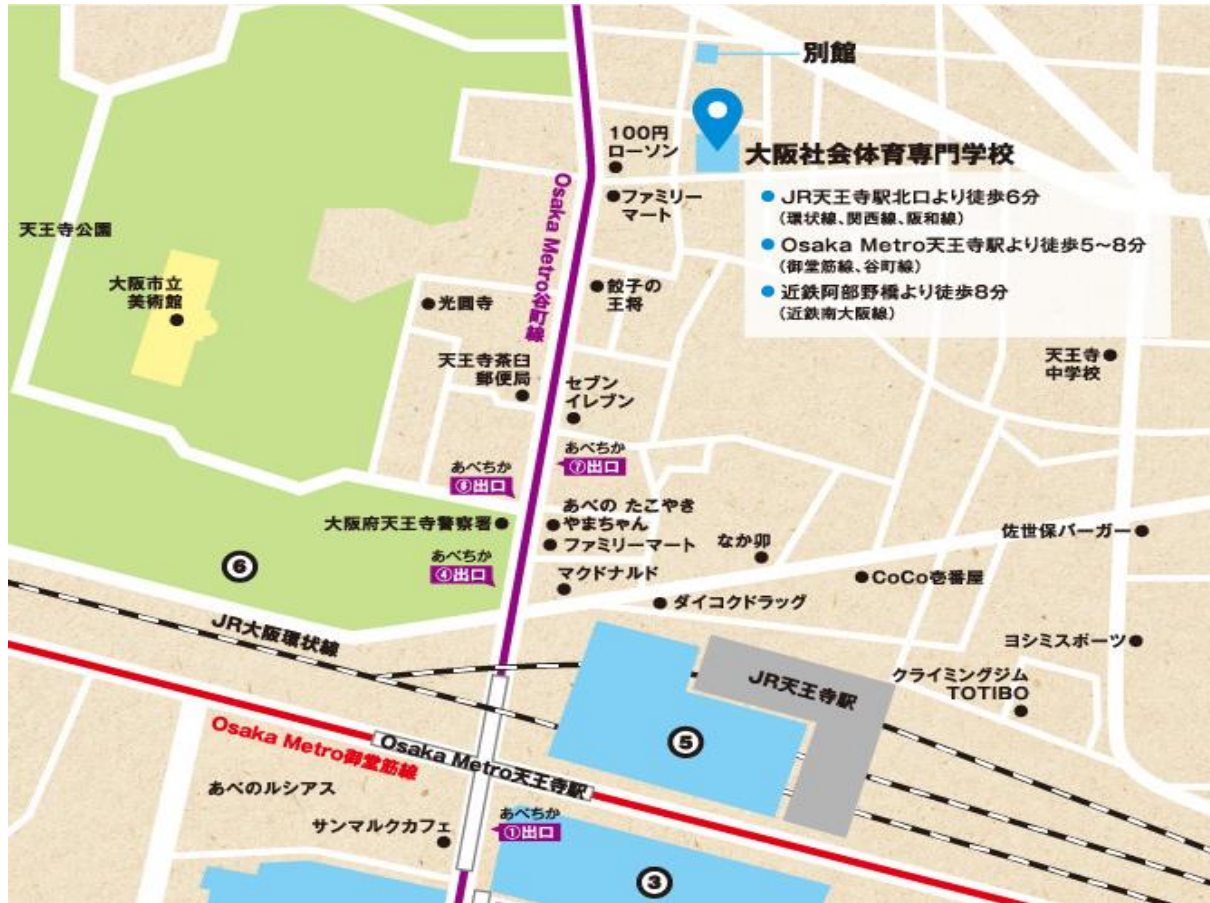 別館
100円
ローソン
大阪社会体育専門学校
ファミリー
マート
● JR天王寺駅北口より徒歩6分
(環状線、関西線、阪和線)
● Osaka Metro天王寺駅より徒歩5〜8分
(御堂筋線、谷町線)
● 近鉄阿部野橋より徒歩8分
(近鉄南大阪線)
Osaka Metro谷町線
天王寺公園
大阪市立
美術館
光圓寺
餃子の
王将
天王寺茶臼
郵便局
セブン
イレブン
天王寺
中学校
あべちか
⑦出口
あべちか
⑧出口
あべの たこやき
やまちゃん
大阪府天王寺警察署
ファミリーマート
なか卯
佐世保バーガー
⑥
あべちか
④出口
マクドナルド
CoCo壱番屋
ダイコクドラッグ
JR大阪環状線
ヨシミスポーツ
JR天王寺駅
クライミングジム
TOTIBO
⑤
Osaka Metro御堂筋線
Osaka Metro天王寺駅
あべのルシアス
サンマルクカフェ
あべちか
①出口
③